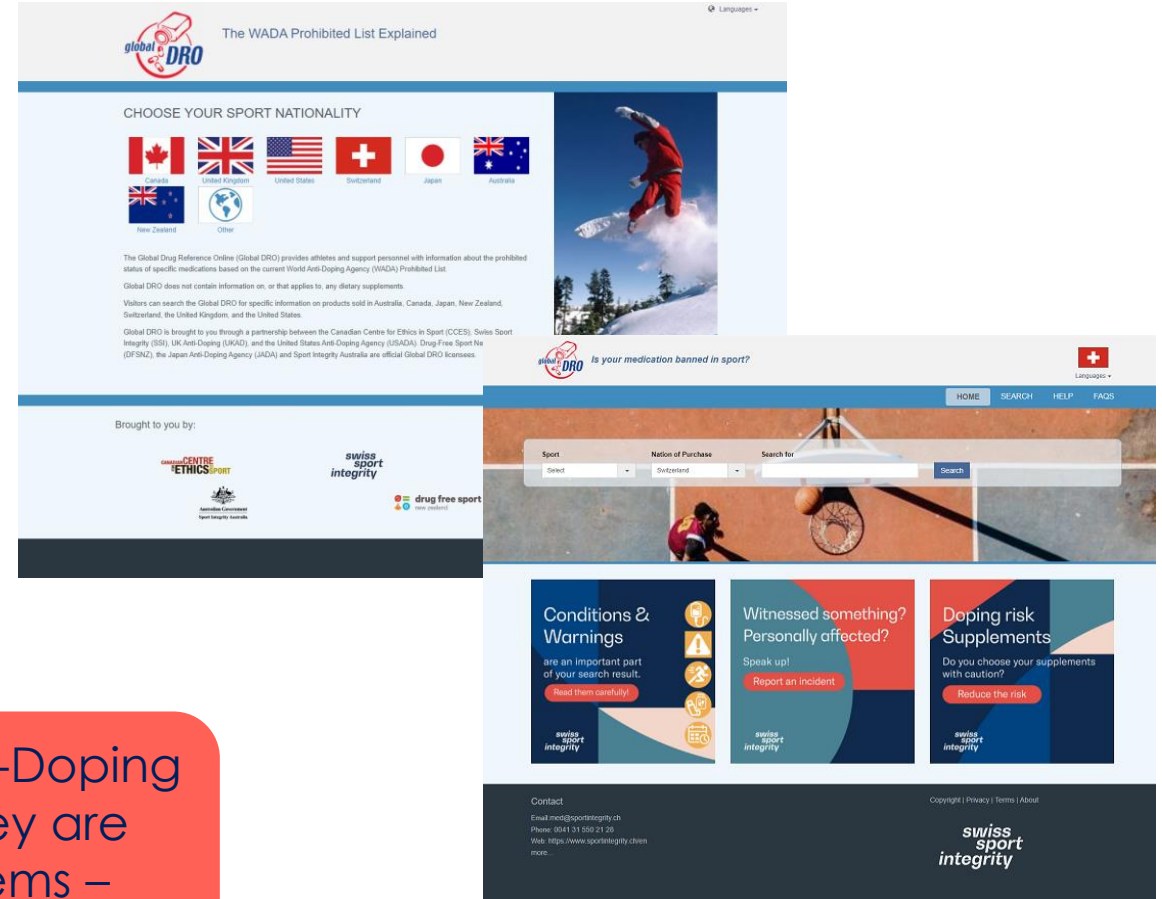 Languages
global DRO
The WADA Prohibited List Explained
CHOOSE YOUR SPORT NATIONALITY
Canada
United Kingdom
United States
Switzerland
Japan
Australia
New Zealand
Other
The Global Drug Reference Online (Global DRO) provides athletes and support personnel with information about the prohibited
status of specific medications based on the current World Anti-Doping Agency (WADA) Prohibited List.
Global DRO does not contain information on, or that applies to, any dietary supplements.
Visitors can search the Global DRO for specific information on products sold in Australia, Canada, Japan, New Zealand,
Switzerland, the United Kingdom, and the United States.
Global DRO is brought to you through a partnership between the Canadian Centre for Ethics in Sport (CCES), Swiss Sport
Integrity (SSI), UK Anti-Doping (UKAD), and the United States Anti-Doping Agency (USADA). Drug-Free Sport Ne
(DFSNZ), the Japan Anti-Doping Agency (JADA) and Sport Integrity Australia are official Global DRO licensees.
Brought to you by:
CANADIAN CENTRE
for ETHICS in SPORT
swiss
sport
integrity
Australian Government
Sport Integrity Australia
drug free sport
new zealand
global DRO
Is your medication banned in sport?
Languages
HOME
SEARCH
HELP
FAQS
Sport
Nation of Purchase
Search for
Select
Switzerland
Search
Conditions &
Warnings
are an important part
of your search result.
Read them carefully!
swiss
sport
integrity
Witnessed something?
Personally affected?
Speak up!
Report an incident
swiss
sport
integrity
Doping risk
Supplements
Do you choose your supplements
with caution?
Reduce the risk
swiss
sport
integrity
Contact
Email:med@sportintegrity.ch
Phone: 0041 31 550 21 28
Web: https://www.sportintegrity.ch/en
more...
Copyright | Privacy | Terms | About
swiss
sport
integrity
-Doping
ey are
ems –